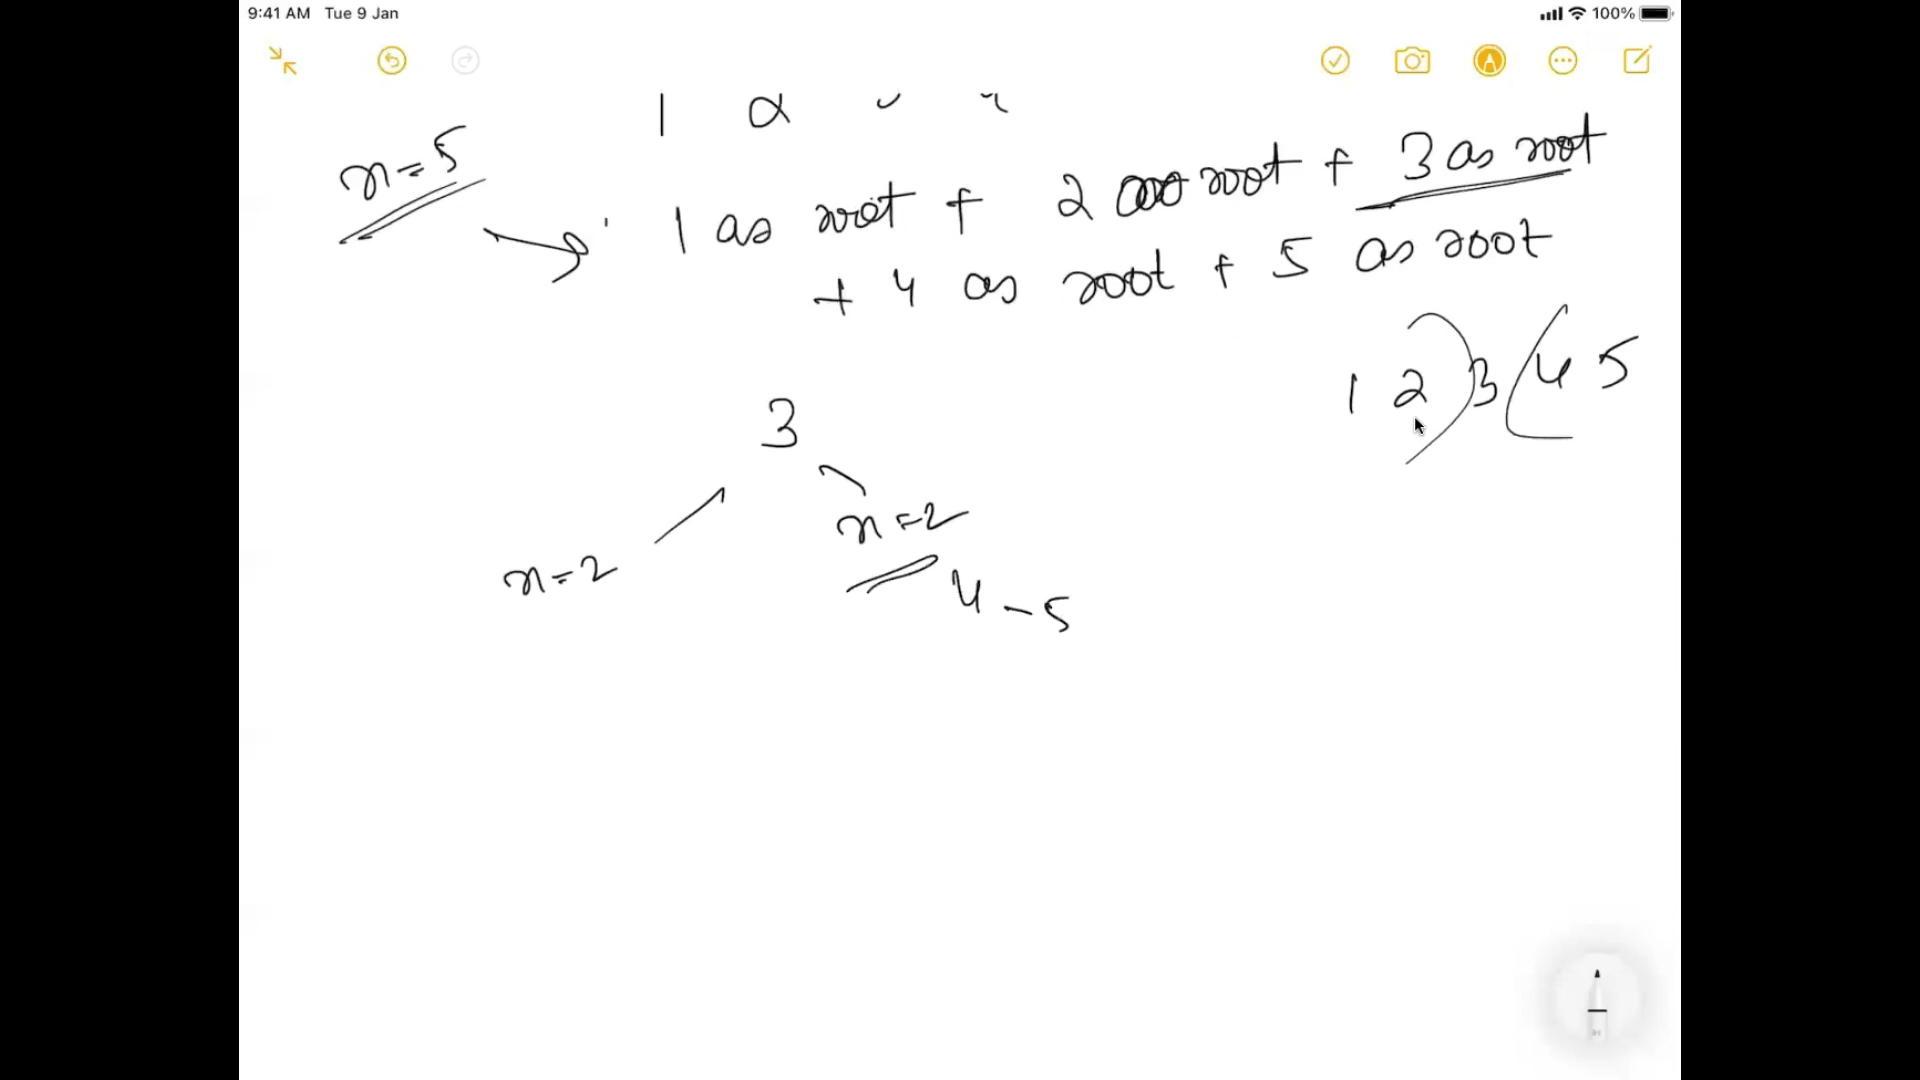 9:41 AM Tue 9 Jan 100%
n=5
1 as root + 2 as root + 3 as root
+ 4 as root + 5 as root
1 2 3 4 5
3
n=2 n=2
4-5